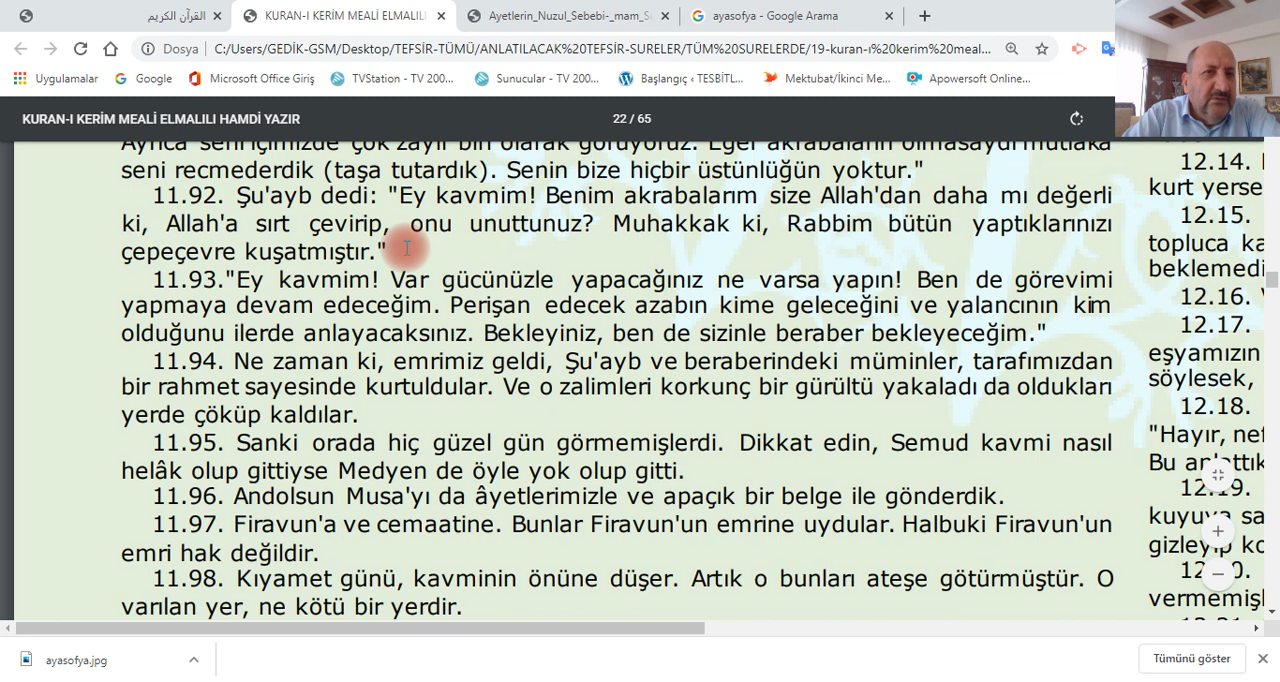 القرآن الكريم
KURAN-I KERİM MEALİ ELMALILI
Ayetlerin_Nuzul_Sebebi-_mam_S
ayasofya - Google Arama
Dosya
C:/Users/GEDİK-GSM/Desktop/TEFSİR-TÜMÜ/ANLATILACAK%20TEFSİR-SURELER/TÜM%20SURELERDE/19-kuran-ı%20kerim%20meal...
Uygulamalar
Google
Microsoft Office Giriş
TVStation - TV 200...
Sunucular - TV 200...
Başlangıç ‹ TESBİTL...
Mektubat/İkinci Me...
Apowersoft Online...
KURAN-I KERİM MEALİ ELMALILI HAMDİ YAZIR
22 / 65
Ayrıca seni içimizde çok zayıf biri olarak görüyoruz. Eğer akrabaların olmasaydı mutlaka
seni recmederdik (taşa tutardık). Senin bize hiçbir üstünlüğün yoktur."
11.92. Şu'ayb dedi: "Ey kavmim! Benim akrabalarım size Allah'dan daha mı değerli
ki, Allah'a sırt çevirip, onu unuttunuz? Muhakkak ki, Rabbim bütün yaptıklarınızı
çepeçevre kuşatmıştır."
11.93."Ey kavmim! Var gücünüzle yapacağınız ne varsa yapın! Ben de görevimi
yapmaya devam edeceğim. Perişan edecek azabın kime geleceğini ve yalancının kim
olduğunu ilerde anlayacaksınız. Bekleyiniz, ben de sizinle beraber bekleyeceğim."
11.94. Ne zaman ki, emrimiz geldi, Şu'ayb ve beraberindeki müminler, tarafımızdan
bir rahmet sayesinde kurtuldular. Ve o zalimleri korkunç bir gürültü yakaladı da oldukları
yerde çöküp kaldılar.
11.95. Sanki orada hiç güzel gün görmemişlerdi. Dikkat edin, Semud kavmi nasıl
helâk olup gittiyse Medyen de öyle yok olup gitti.
11.96. Andolsun Musa'yı da âyetlerimizle ve apaçık bir belge ile gönderdik.
11.97. Firavun'a ve cemaatine. Bunlar Firavun'un emrine uydular. Halbuki Firavun'un
emri hak değildir.
11.98. Kıyamet günü, kavminin önüne düşer. Artık o bunları ateşe götürmüştür. O
varılan yer, ne kötü bir yerdir.
12.14.
kurt yerse
12.15.
topluca ka
beklemedi
12.16.
12.17.
eşyamızın
söylesek,
12.18.
"Hayır, nef
Bu anlattık
12.19.
kuyuya sa
gizleyip ko
vermemişl
ayasofya.jpg
Tümünü göster